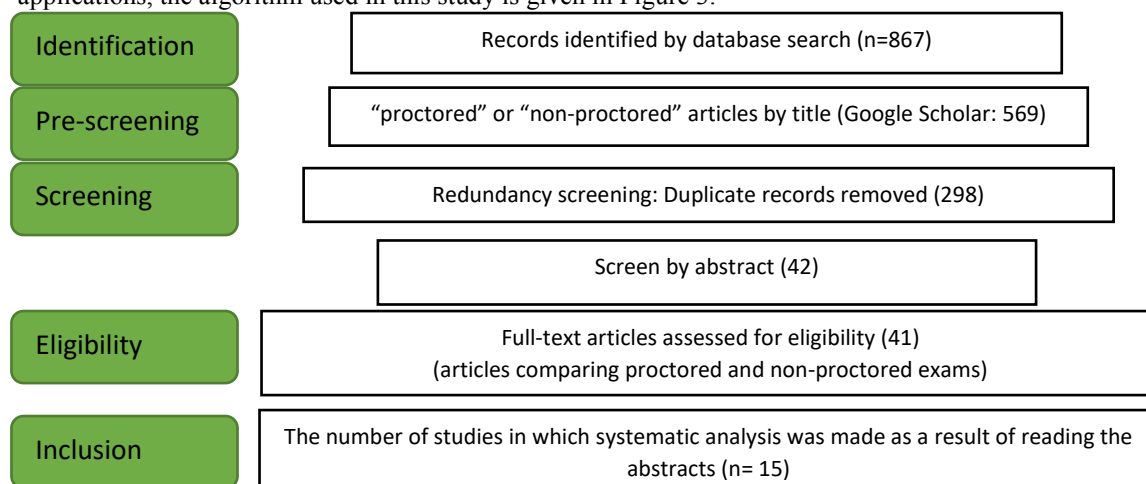 applications, the algorithm used in this study is given in Figure 3.
Identification
Records identified by database search (n=867)
Pre-screening
“proctored” or “non-proctored” articles by title (Google Scholar: 569)
Screening
Redundancy screening: Duplicate records removed (298)
Screen by abstract (42)
Eligibility
Full-text articles assessed for eligibility (41)
(articles comparing proctored and non-proctored exams)
Inclusion
The number of studies in which systematic analysis was made as a result of reading the
abstracts (n= 15)